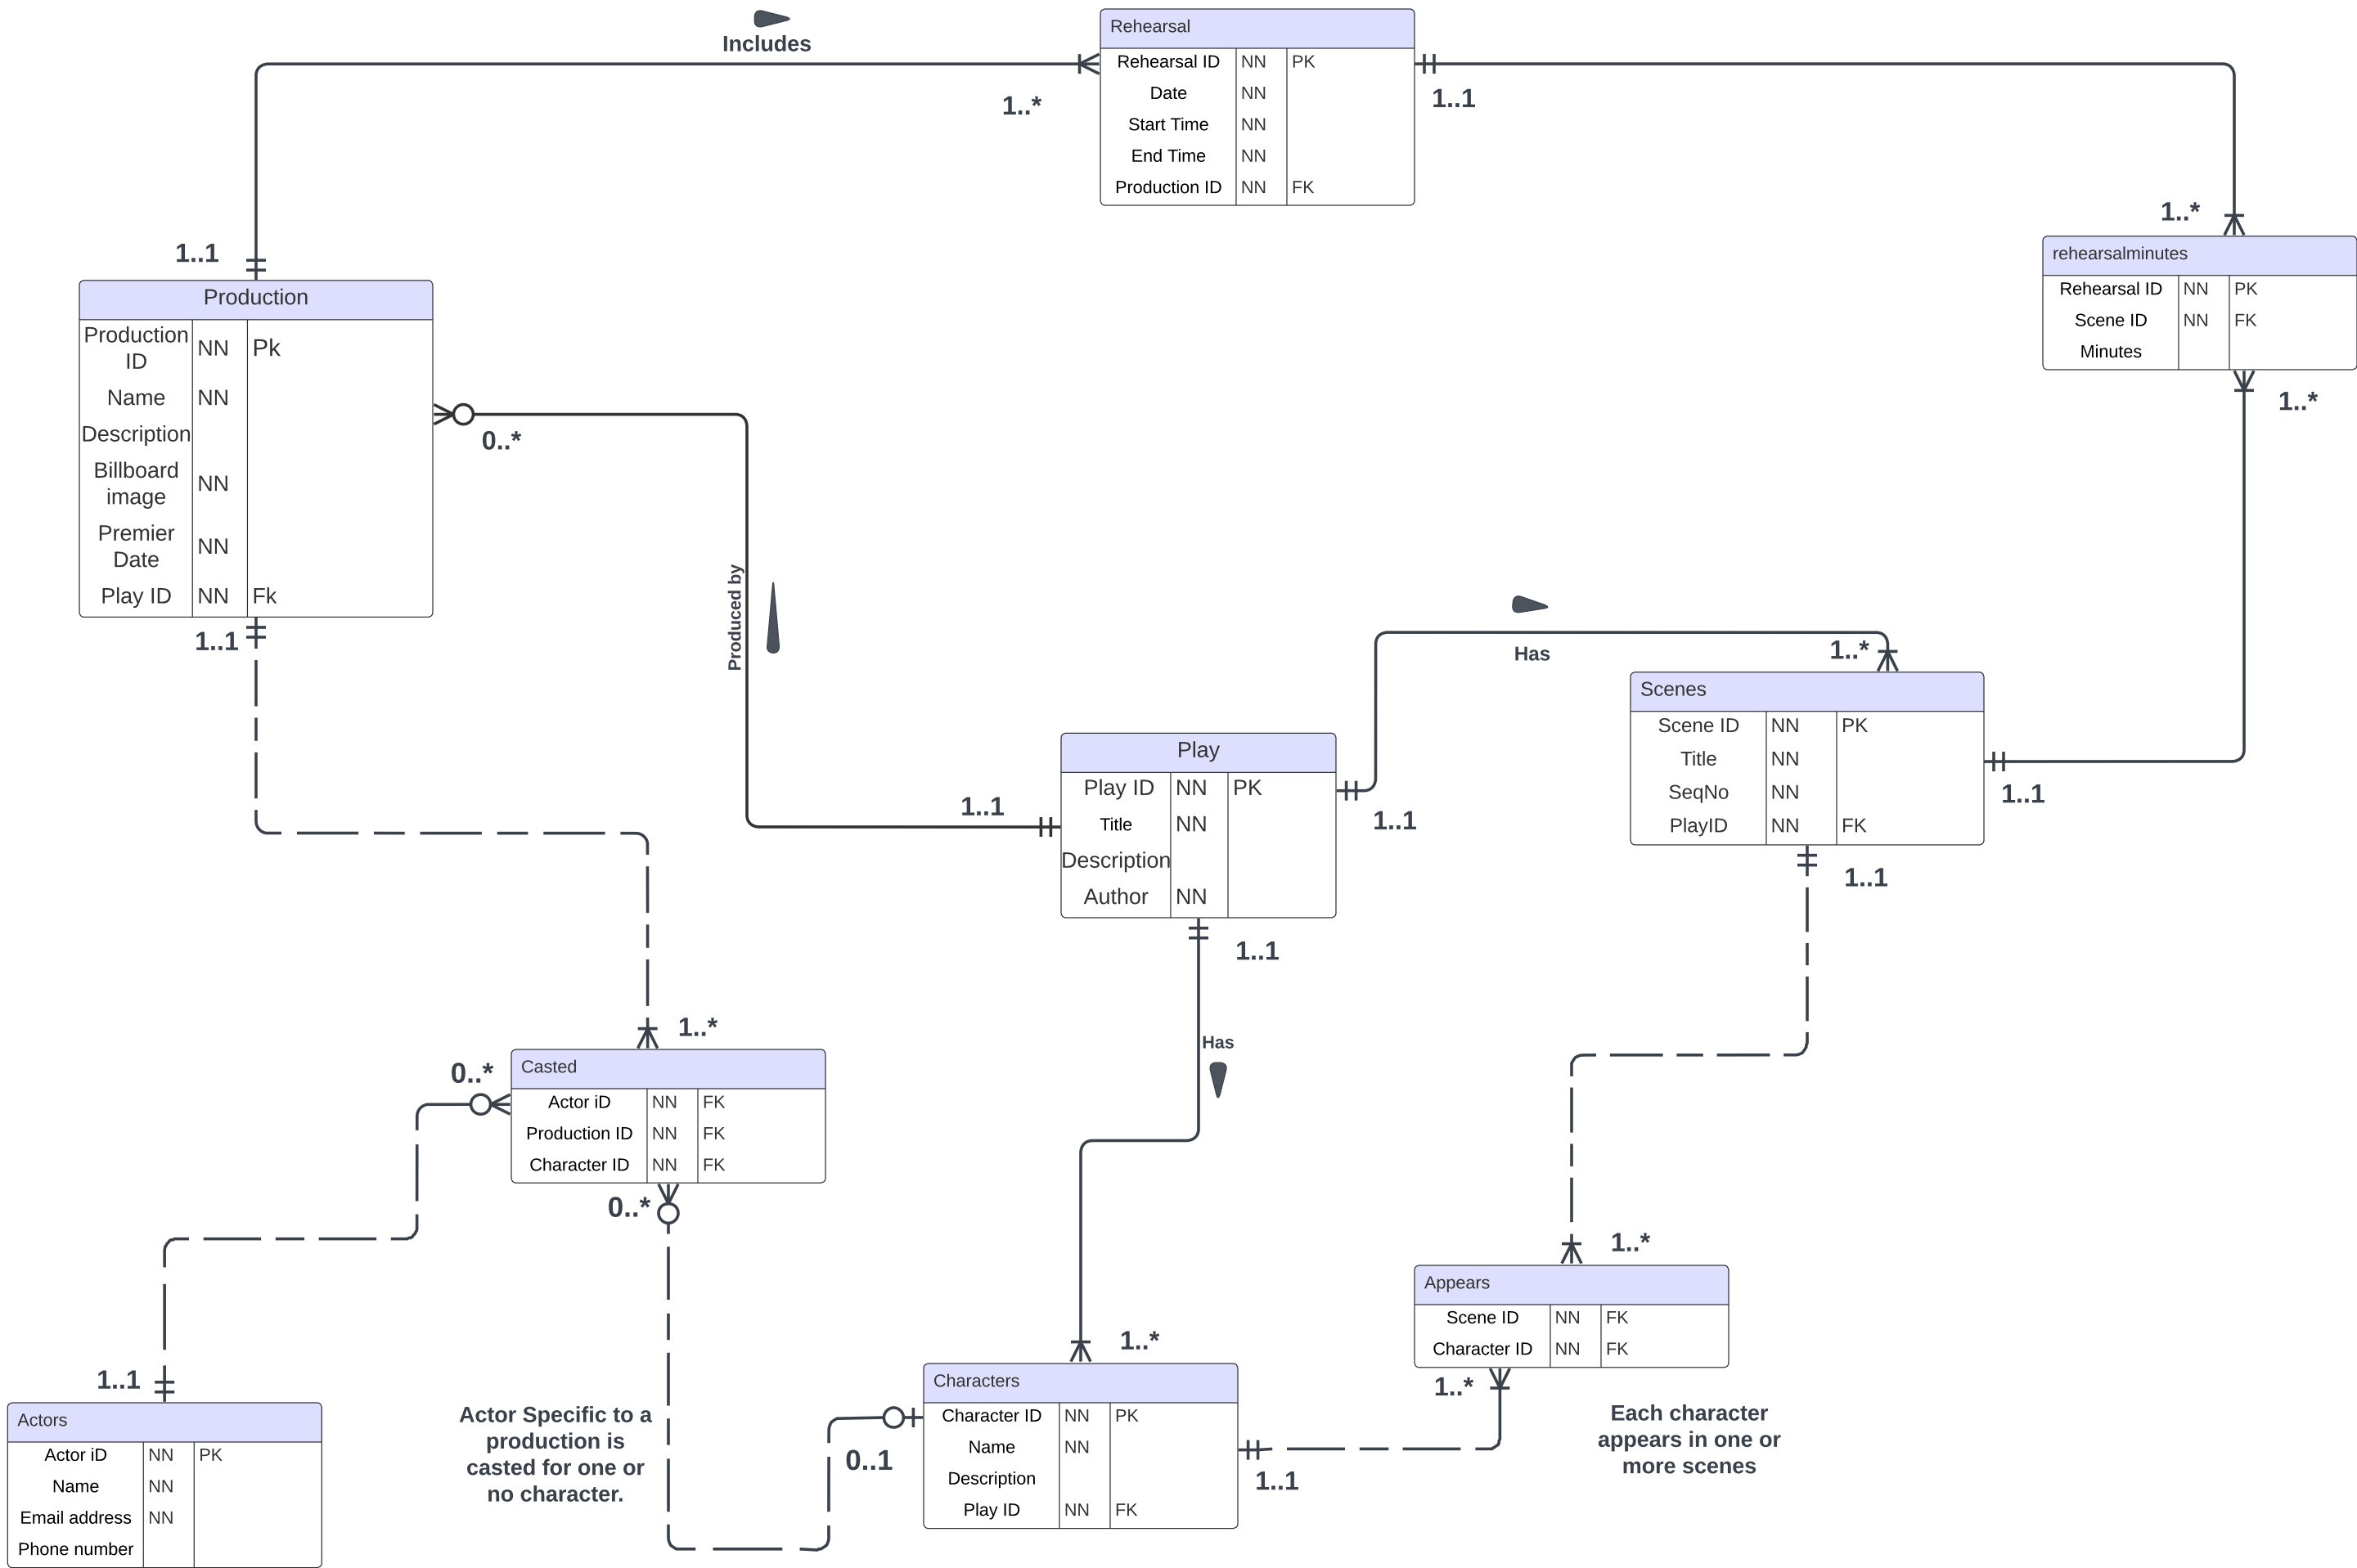 Includes
1..*
1..1
Rehearsal
Rehearsal ID NN PK
Date NN
Start Time NN
End Time NN
Production ID NN FK
1..1
1..*
rehearsalminutes
Rehearsal ID NN PK
Scene ID NN FK
Minutes
1..*
Production
Production
ID NN Pk
Name NN
Description
Billboard
image NN
Premier
Date NN
Play ID NN Fk
0..*
1..1
Produced by
1..1
Play
Play ID NN PK
Title NN
Description
Author NN
1..1
Has
1..*
Scenes
Scene ID NN PK
Title NN
SeqNo NN
PlayID NN FK
1..1
1..1
1..1
Has
1..*
1..*
0..*
Casted
Actor iD NN FK
Production ID NN FK
Character ID NN FK
0..*
1..1
Actors
Actor iD NN PK
Name NN
Email address NN
Phone number
Actor Specific to a
production is
casted for one or
no character.
0..1
Characters
Character ID NN PK
Name NN
Description
Play ID NN FK
1..1
1..*
Appears
Scene ID NN FK
Character ID NN FK
1..*
Each character
appears in one or
more scenes